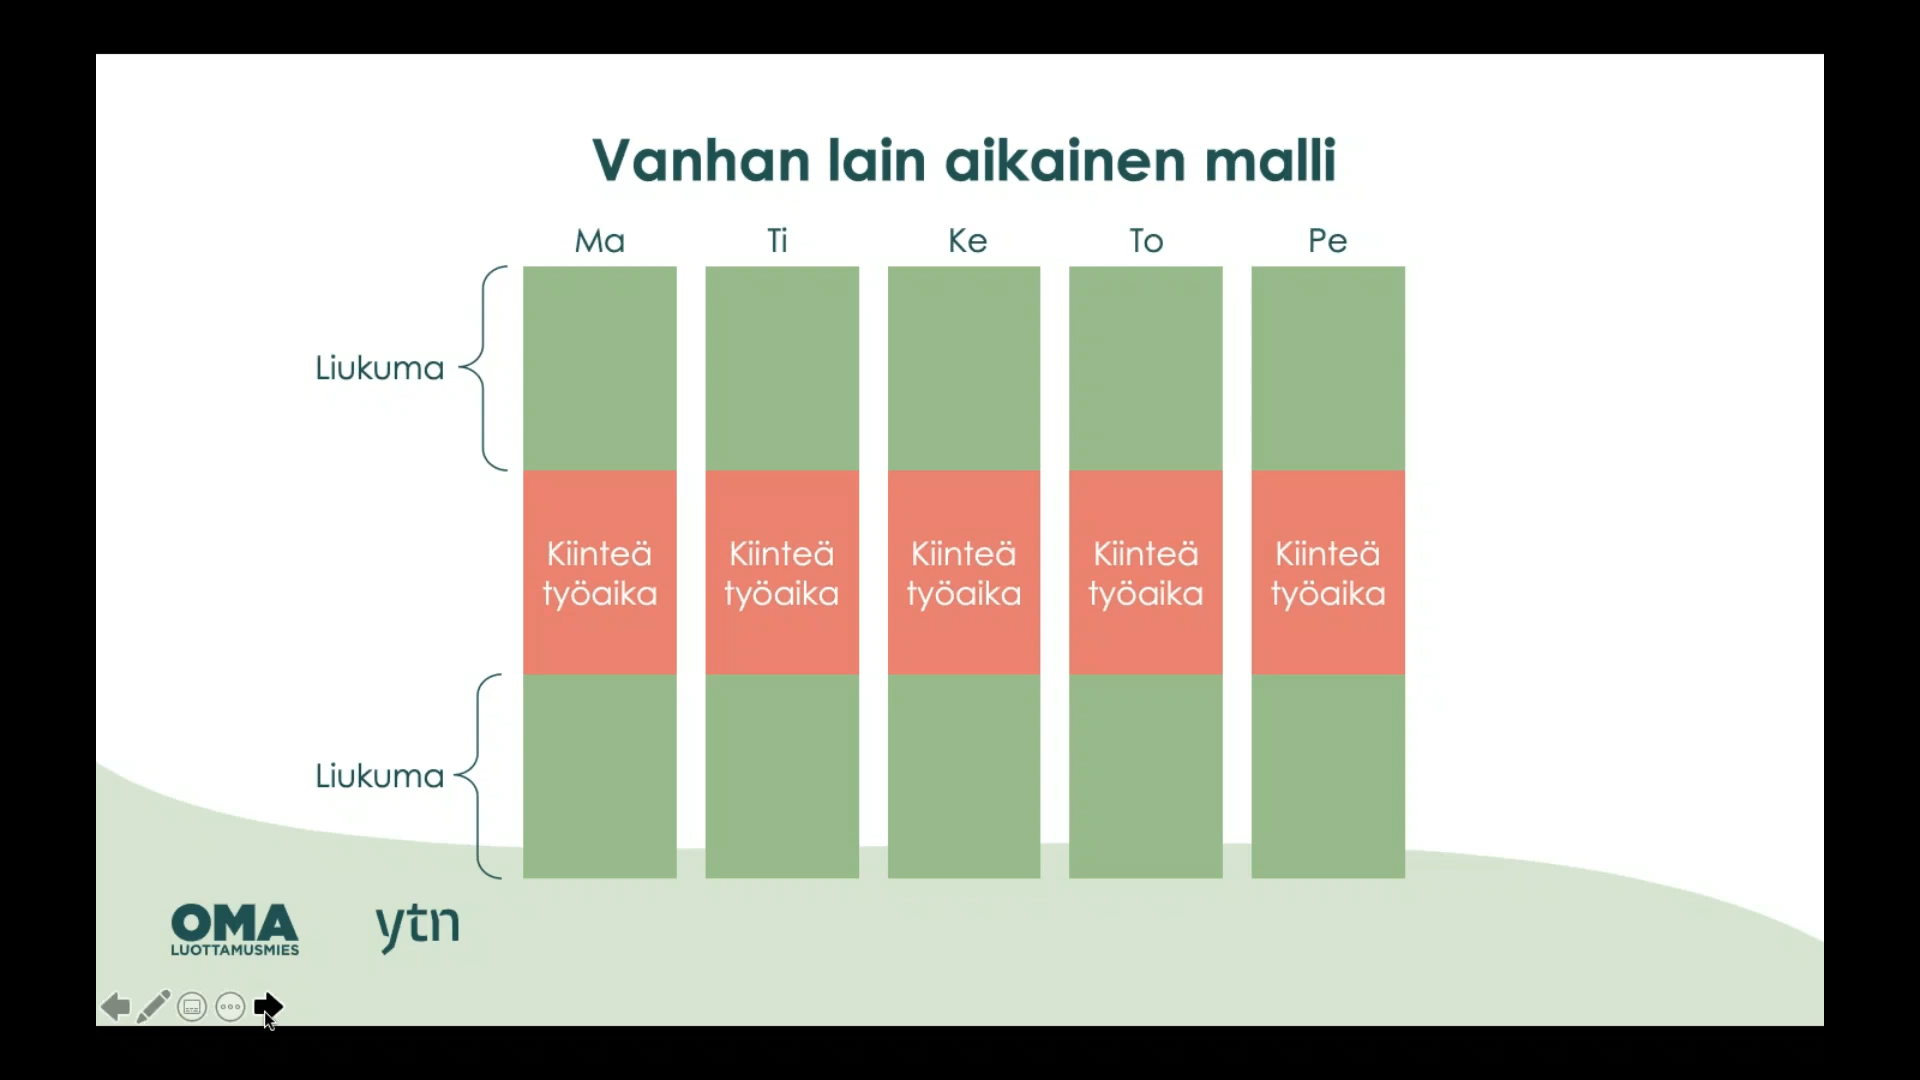 Vanhan lain aikainen malli
Ma Ti Ke To Pe
Liukuma
Kiinteä työaika
Kiinteä työaika
Kiinteä työaika
Kiinteä työaika
Kiinteä työaika
Liukuma
OMA
LUOTTAMUSMIES
ytn